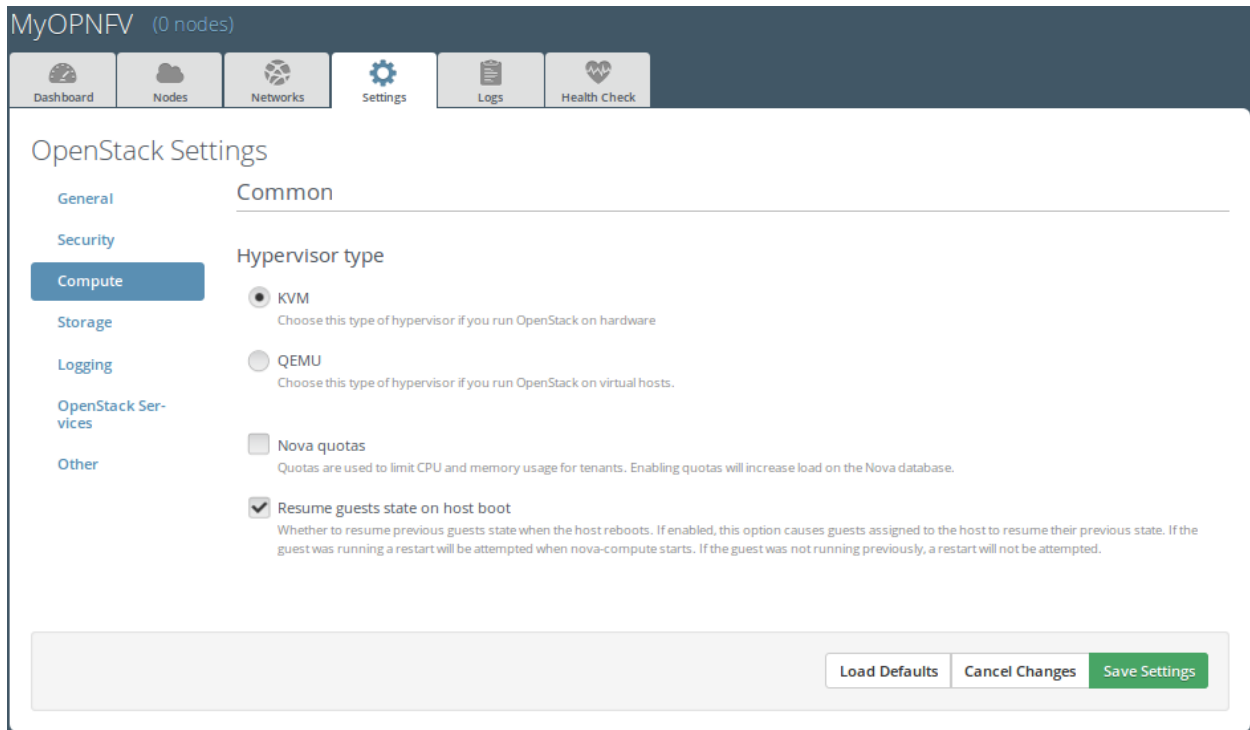 MyOPNFV (0 nodes)
Dashboard
Nodes
Networks
Settings
Logs
Health Check
OpenStack Settings
General
Security
Compute
Storage
Logging
OpenStack Ser-
vices
Other
Common
Hypervisor type
KVM
Choose this type of hypervisor if you run OpenStack on hardware
QEMU
Choose this type of hypervisor if you run OpenStack on virtual hosts.
Nova quotas
Quotas are used to limit CPU and memory usage for tenants. Enabling quotas will increase load on the Nova database.
Resume guests state on host boot
Whether to resume previous guests state when the host reboots. If enabled, this option causes guests assigned to the host to resume their previous state. If the
guest was running a restart will be attempted when nova-compute starts. If the guest was not running previously, a restart will not be attempted.
Load Defaults
Cancel Changes
Save Settings